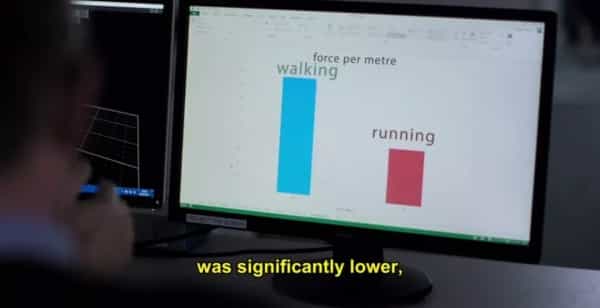 force per metre
walking
running
was significantly lower,